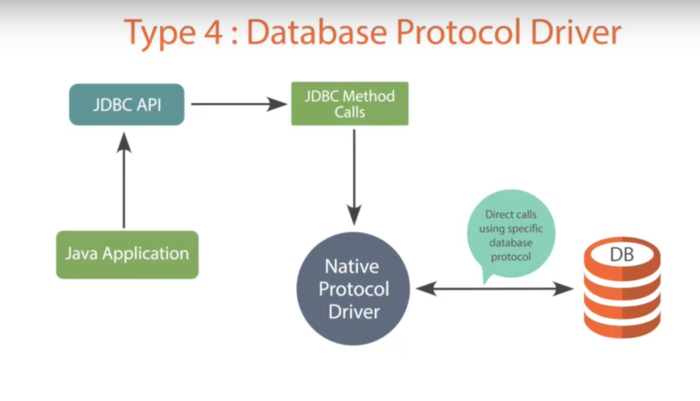 Type 4 : Database Protocol Driver
JDBC API
JDBC Method
Calls
Java Application
Native
Protocol
Driver
Direct calls
using specific
database
protocol
DB